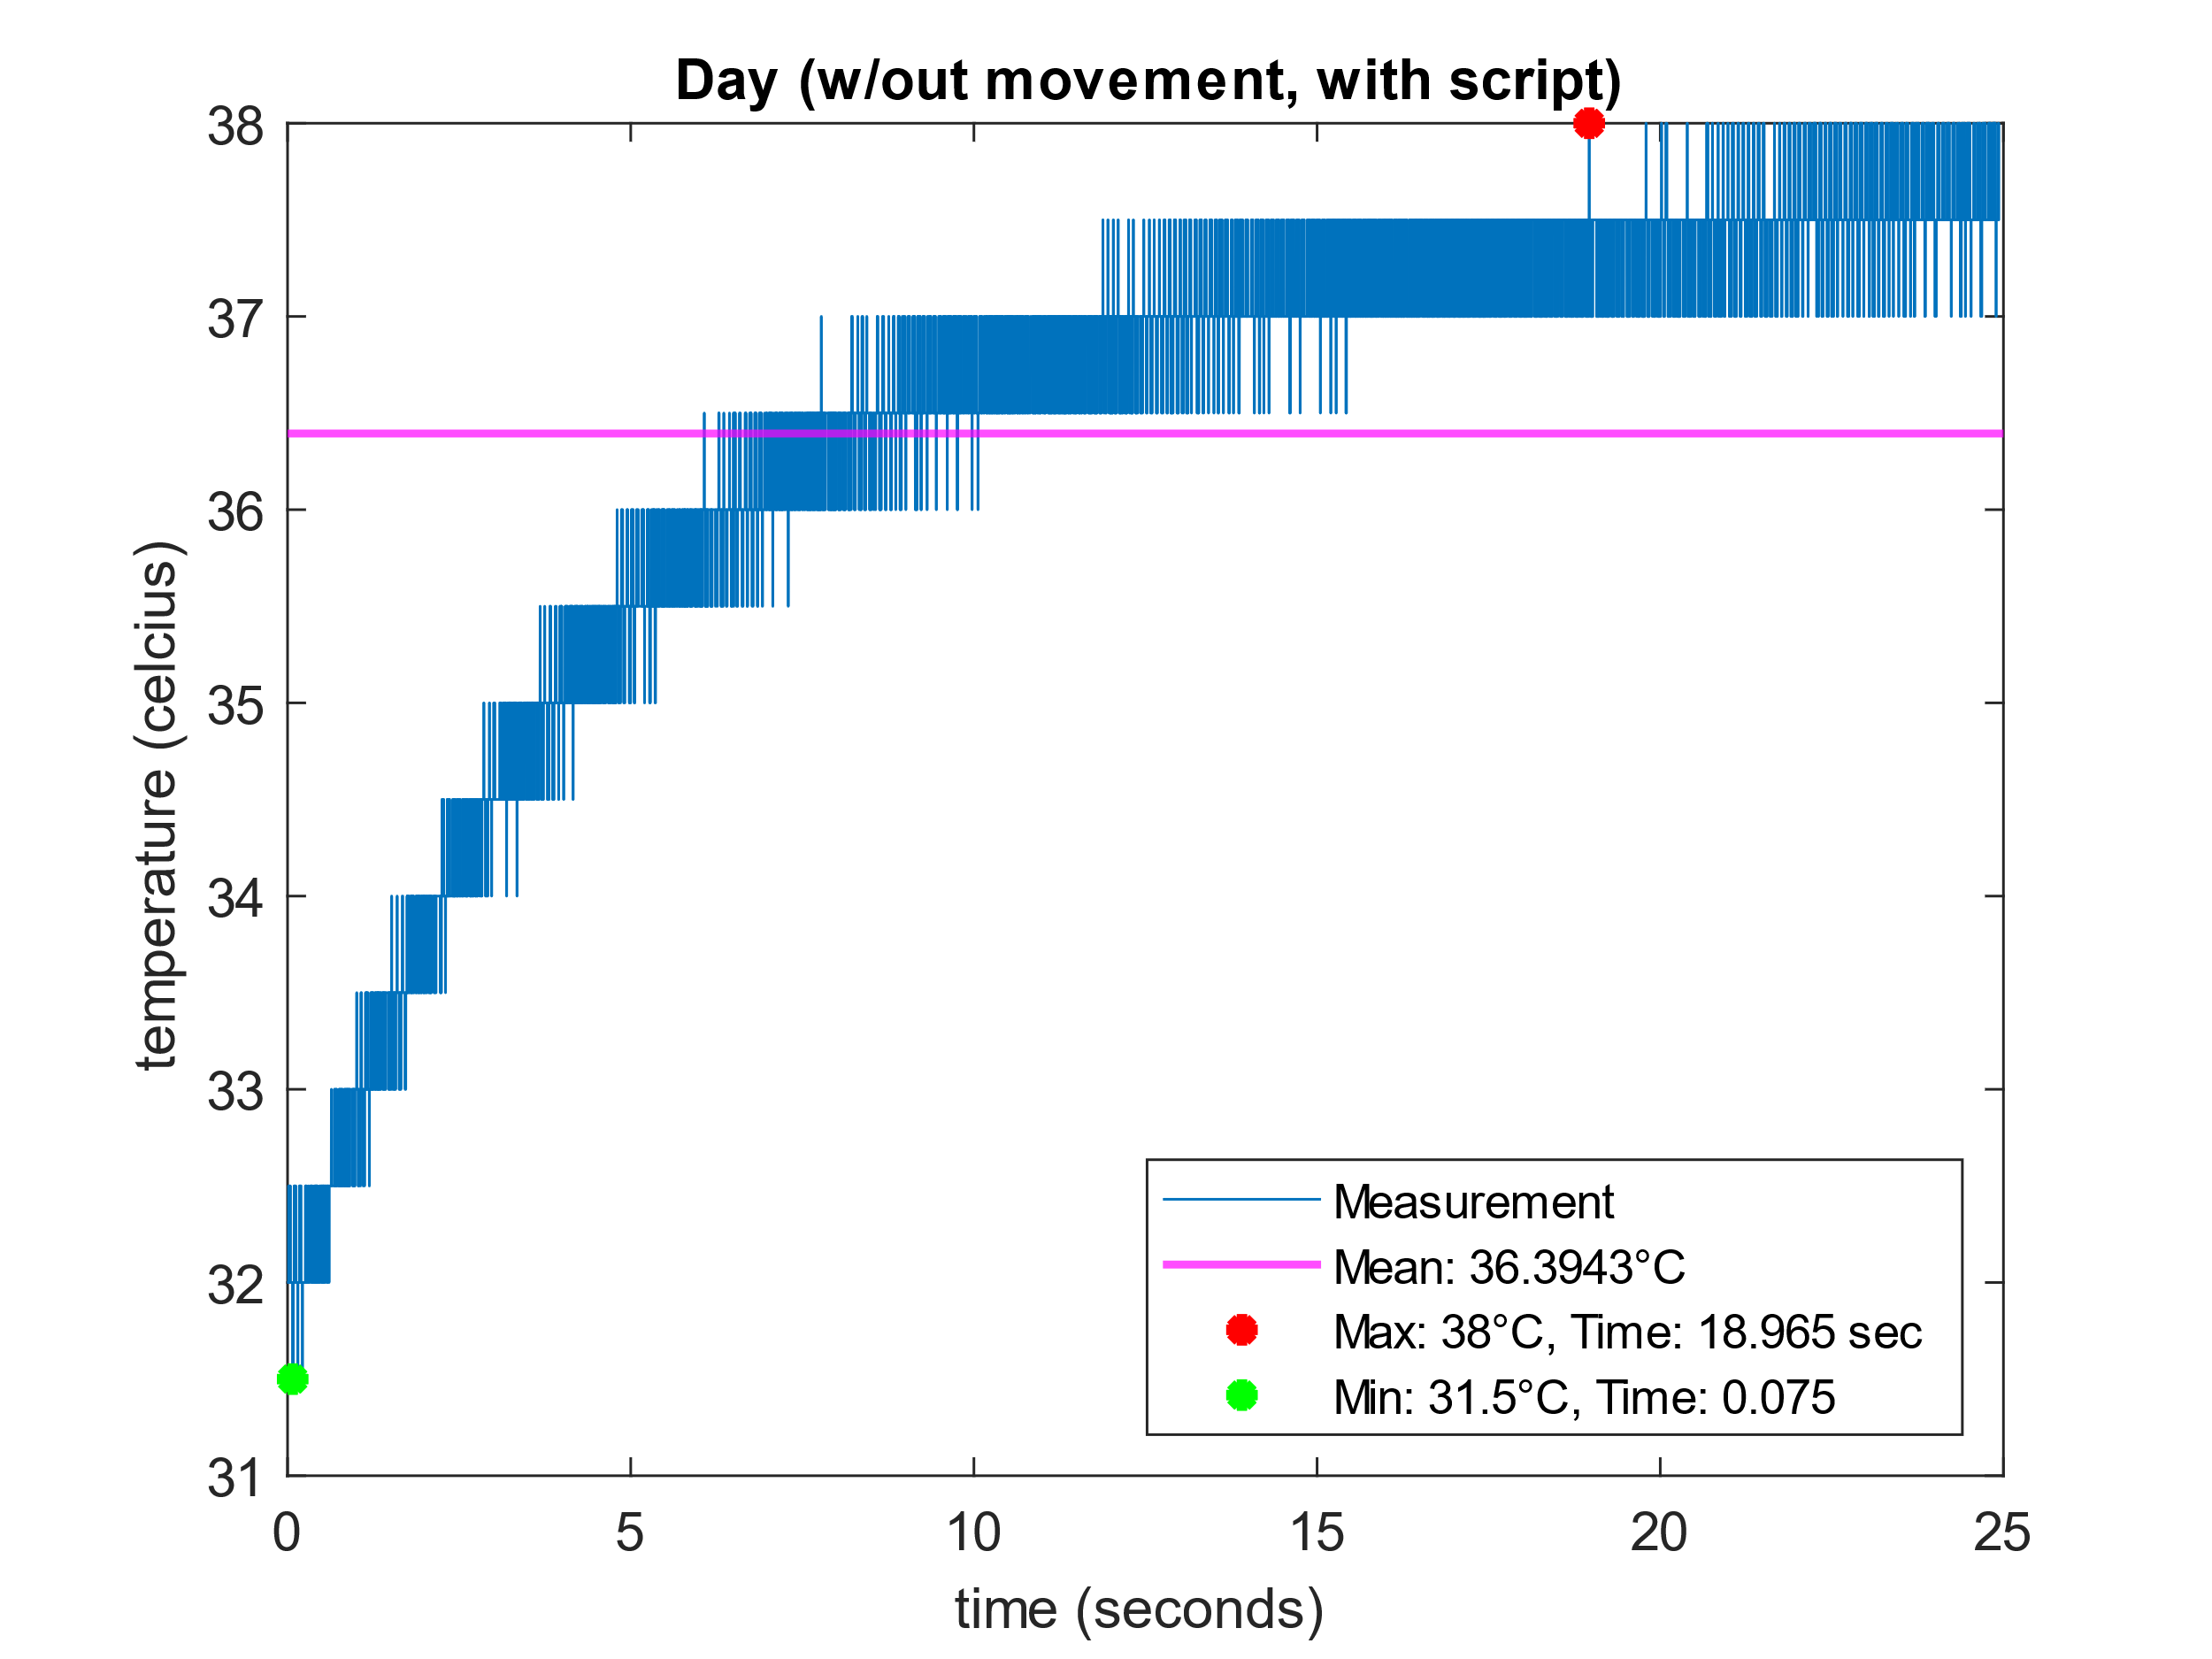 Day (w/out movement, with script)
38
37
36
35
34
33
32
31
temperature (celcius)
Measurement
Mean: 36.3943°C
Max: 38°C, Time: 18.965 sec
Min: 31.5°C, Time: 0.075
0 5 10 15 20 25
time (seconds)